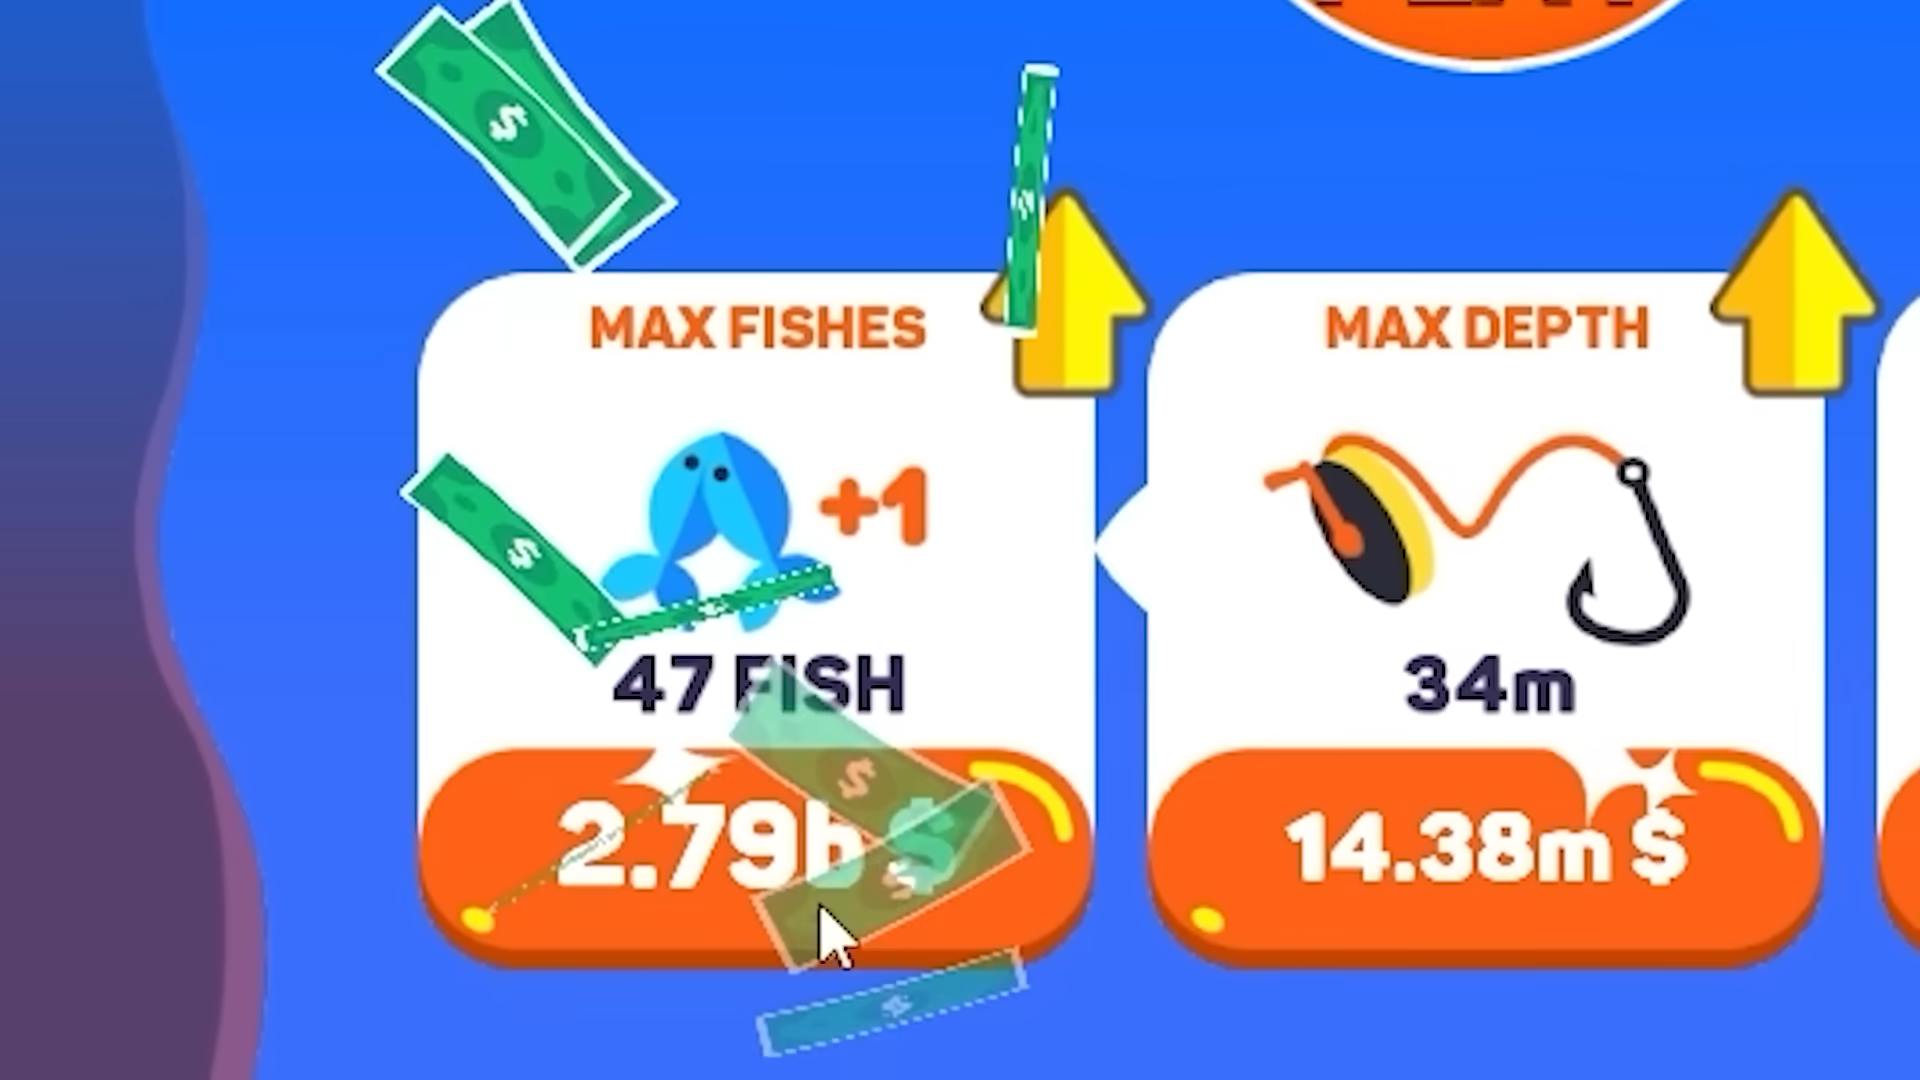 MAX FISHES
+1
47 FISH
2.79b $
MAX DEPTH
34m
14.38m $